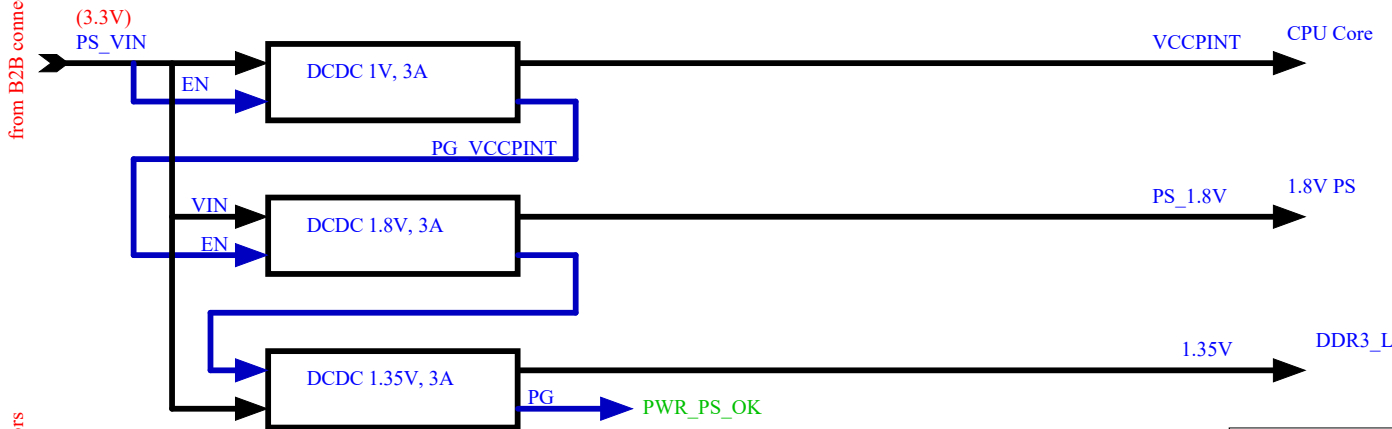 from B2B conne
(3.3V)
PS_VIN
EN
DCDC 1V, 3A
VCCPINT
CPU Core
PG_VCCPINT
VIN
EN
DCDC 1.8V, 3A
PS_1.8V
1.8V PS
DCDC 1.35V, 3A
1.35V
DDR3_L
PG
PWR_PS_OK
ors